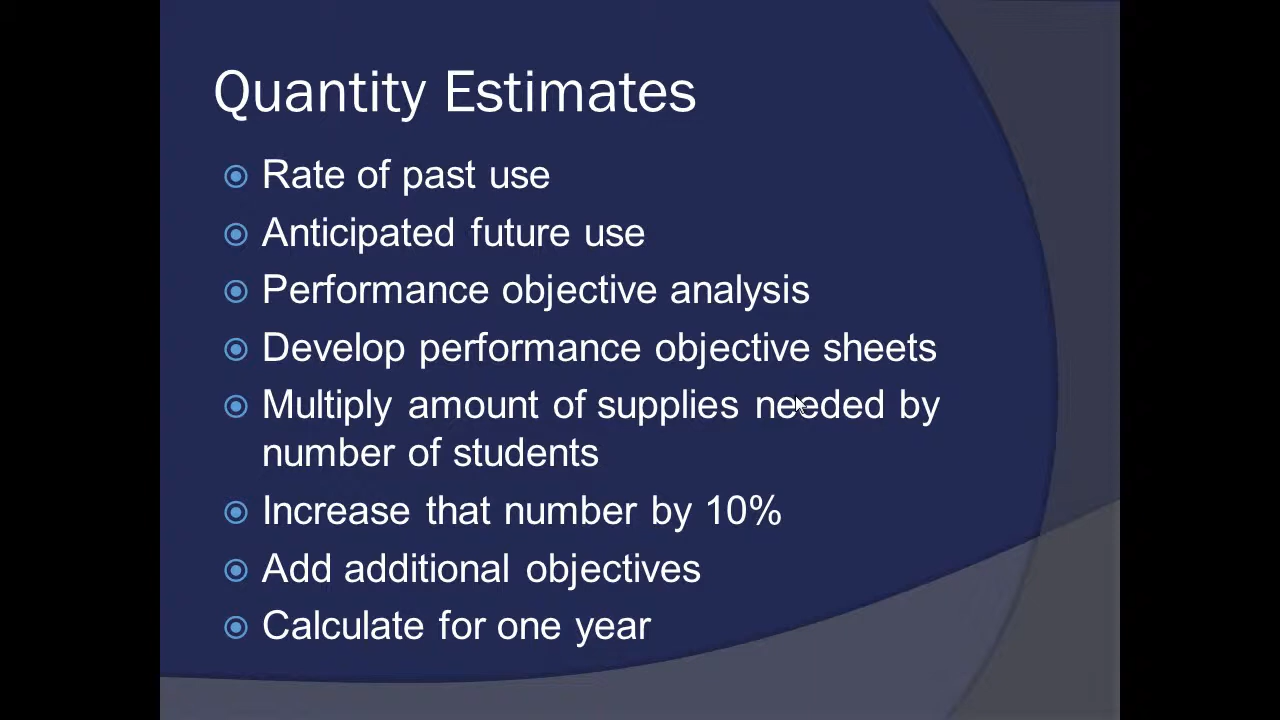 Quantity Estimates
Rate of past use
Anticipated future use
Performance objective analysis
Develop performance objective sheets
Multiply amount of supplies needed by
number of students
Increase that number by 10%
Add additional objectives
Calculate for one year